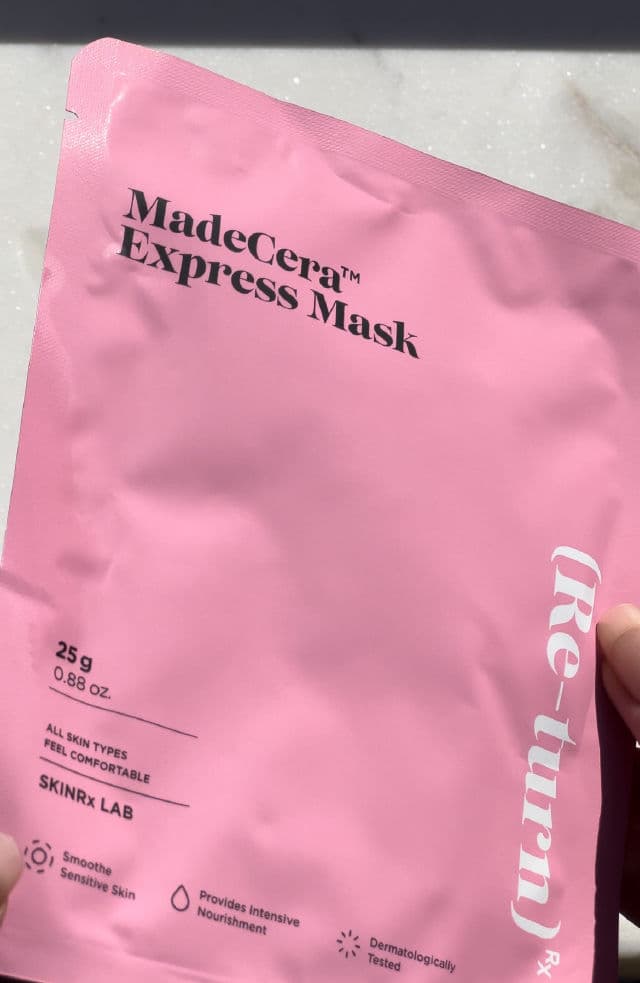 MadeCera™
Express Mask
25 g
0.88 oz.
ALL SKIN TYPES
FEEL COMFORTABLE
SKINRx LAB
Smoothe
Sensitive Skin
Provides Intensive
Nourishment
Dermatologically
Tested
(Re-turn) Rx